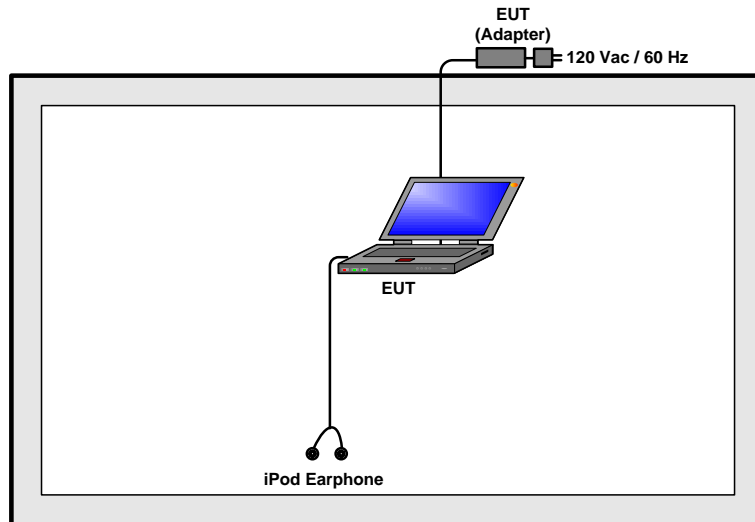 EUT
(Adapter)
120 Vac / 60 Hz
EUT
iPod Earphone